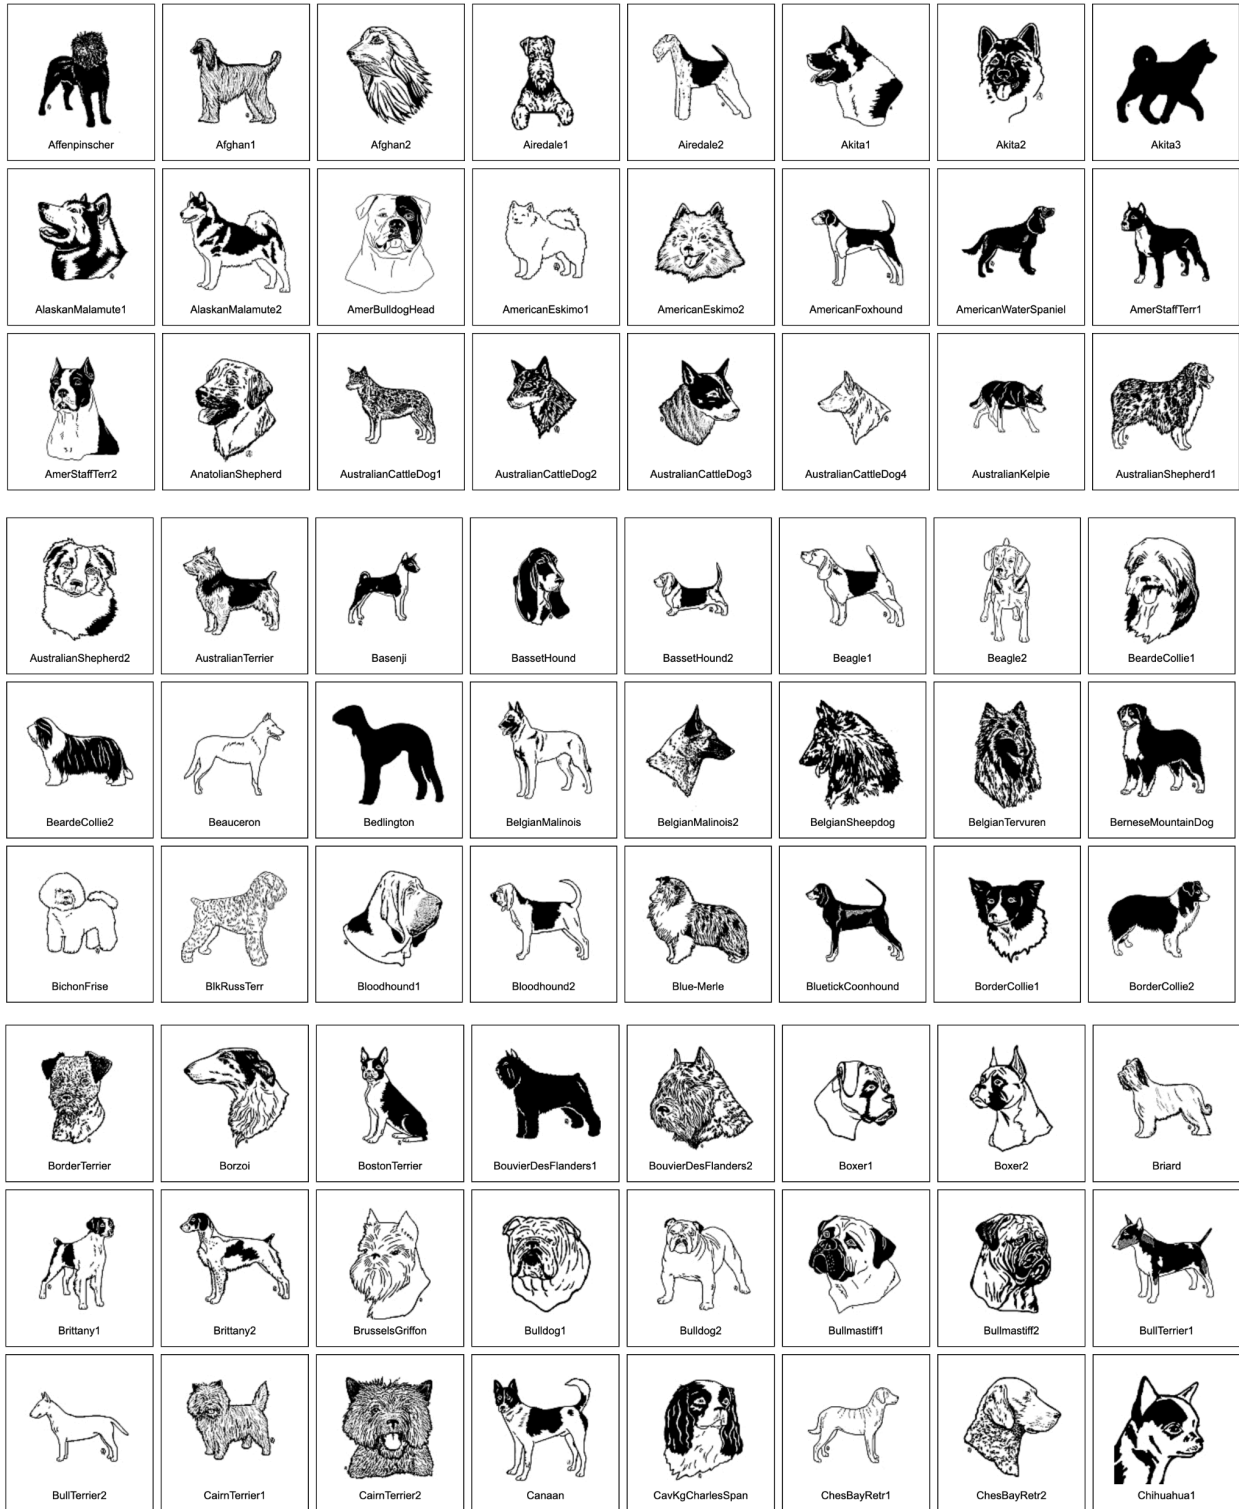 Affenpinscher Afghan1 Afghan2 Airedale1 Airedale2 Akita1 Akita2 Akita3
AlaskanMalamute1 AlaskanMalamute2 AmerBulldogHead AmericanEskimo1 AmericanEskimo2 AmericanFoxhound AmericanWaterSpaniel AmerStaffTerr1
AmerStaffTerr2 AnatolianShepherd AustralianCattleDog1 AustralianCattleDog2 AustralianCattleDog3 AustralianCattleDog4 AustralianKelpie AustralianShepherd1
AustralianShepherd2 AustralianTerrier Basenji BassetHound BassetHound2 Beagle1 Beagle2 BeardeCollie1
BeardeCollie2 Beauceron Bedlington BelgianMalinois BelgianMalinois2 BelgianSheepdog BelgianTervuren BerneseMountainDog
BichonFrise BlkRussTerr Bloodhound1 Bloodhound2 Blue-Merle BluetickCoonhound BorderCollie1 BorderCollie2
BorderTerrier Borzoi BostonTerrier BouvierDesFlanders1 BouvierDesFlanders2 Boxer1 Boxer2 Briard
Brittany1 Brittany2 BrusselsGriffon Bulldog1 Bulldog2 Bullmastiff1 Bullmastiff2 BullTerrier1
BullTerrier2 CairnTerrier1 CairnTerrier2 Canaan CavKgCharlesSpan ChesBayRetr1 ChesBayRetr2 Chihuahua1